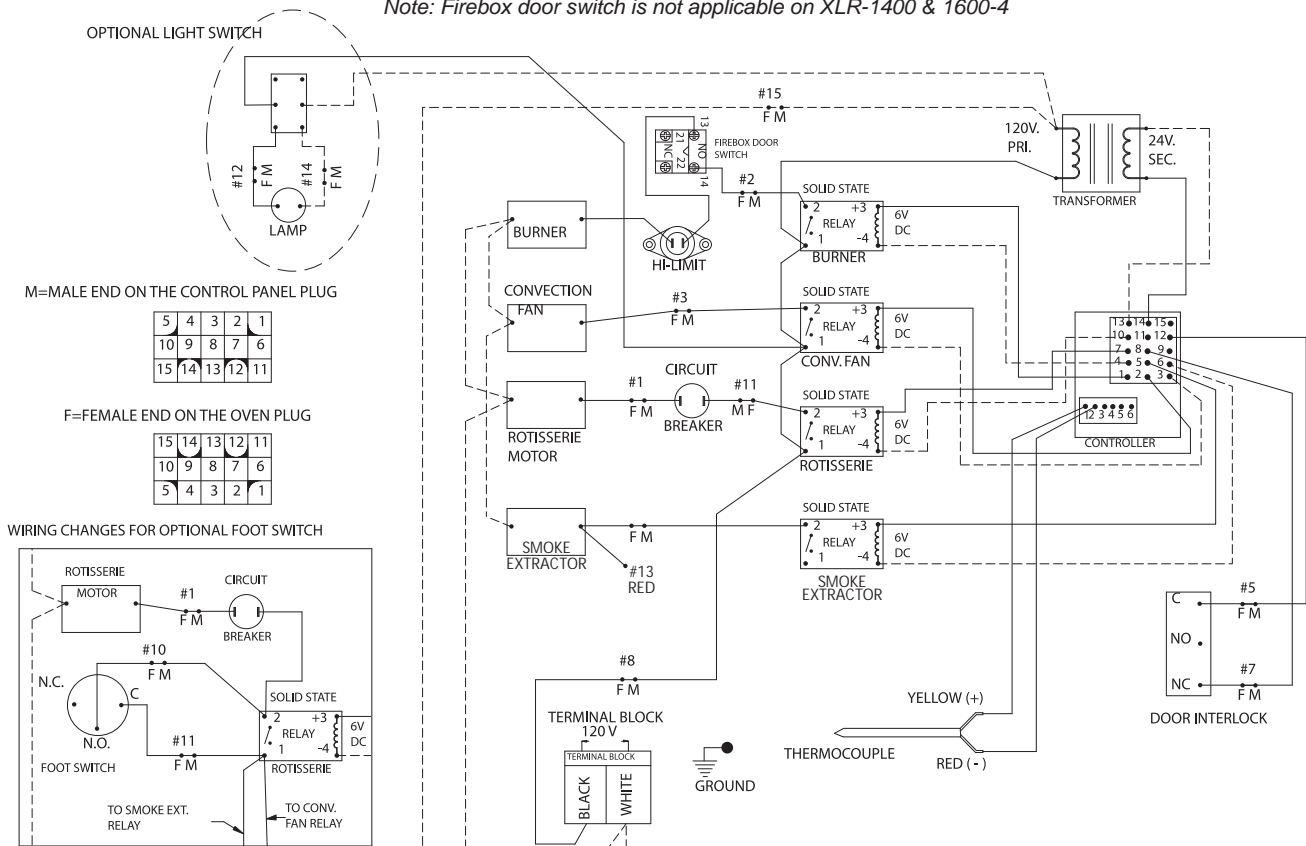 Note: Firebox door switch is not applicable on XLR-1400 & 1600-4
OPTIONAL LIGHT SWITCH
#12
F M
#14
F M
LAMP
#15
F M
13
21
22
NC
NO
14
FIREBOX DOOR
SWITCH
#2
F M
120V.
PRI.
24V.
SEC.
TRANSFORMER
BURNER
HI-LIMIT
SOLID STATE
2 +3
RELAY
1 -4
6V
DC
BURNER
M=MALE END ON THE CONTROL PANEL PLUG
5 4 3 2 1
10 9 8 7 6
15 14 13 12 11
CONVECTION
FAN
#3
F M
SOLID STATE
2 +3
RELAY
1 -4
6V
DC
CONV. FAN
13 14 15
10 11 12
7 8 9
4 5 6
1 2 3
1 2 3 4 5 6
CONTROLLER
F=FEMALE END ON THE OVEN PLUG
15 14 13 12 11
10 9 8 7 6
5 4 3 2 1
ROTISSERIE
MOTOR
#1
F M
CIRCUIT
BREAKER
#11
M F
SOLID STATE
2 +3
RELAY
1 -4
6V
DC
ROTISSERIE
SMOKE
EXTRACTOR
F M
#13
RED
SOLID STATE
2 +3
RELAY
1 -4
6V
DC
SMOKE
EXTRACTOR
WIRING CHANGES FOR OPTIONAL FOOT SWITCH
ROTISSERIE
MOTOR
#1
F M
CIRCUIT
BREAKER
#10
F M
N.C.
C
N.O.
FOOT SWITCH
#11
F M
SOLID STATE
2 +3
RELAY
1 -4
6V
DC
ROTISSERIE
TO SMOKE EXT.
RELAY
TO CONV.
FAN RELAY
#8
F M
TERMINAL BLOCK
120 V
TERMINAL BLOCK
BLACK
WHITE
GROUND
YELLOW (+)
THERMOCOUPLE
RED ( - )
C
NO
NC
#5
F M
#7
F M
DOOR INTERLOCK